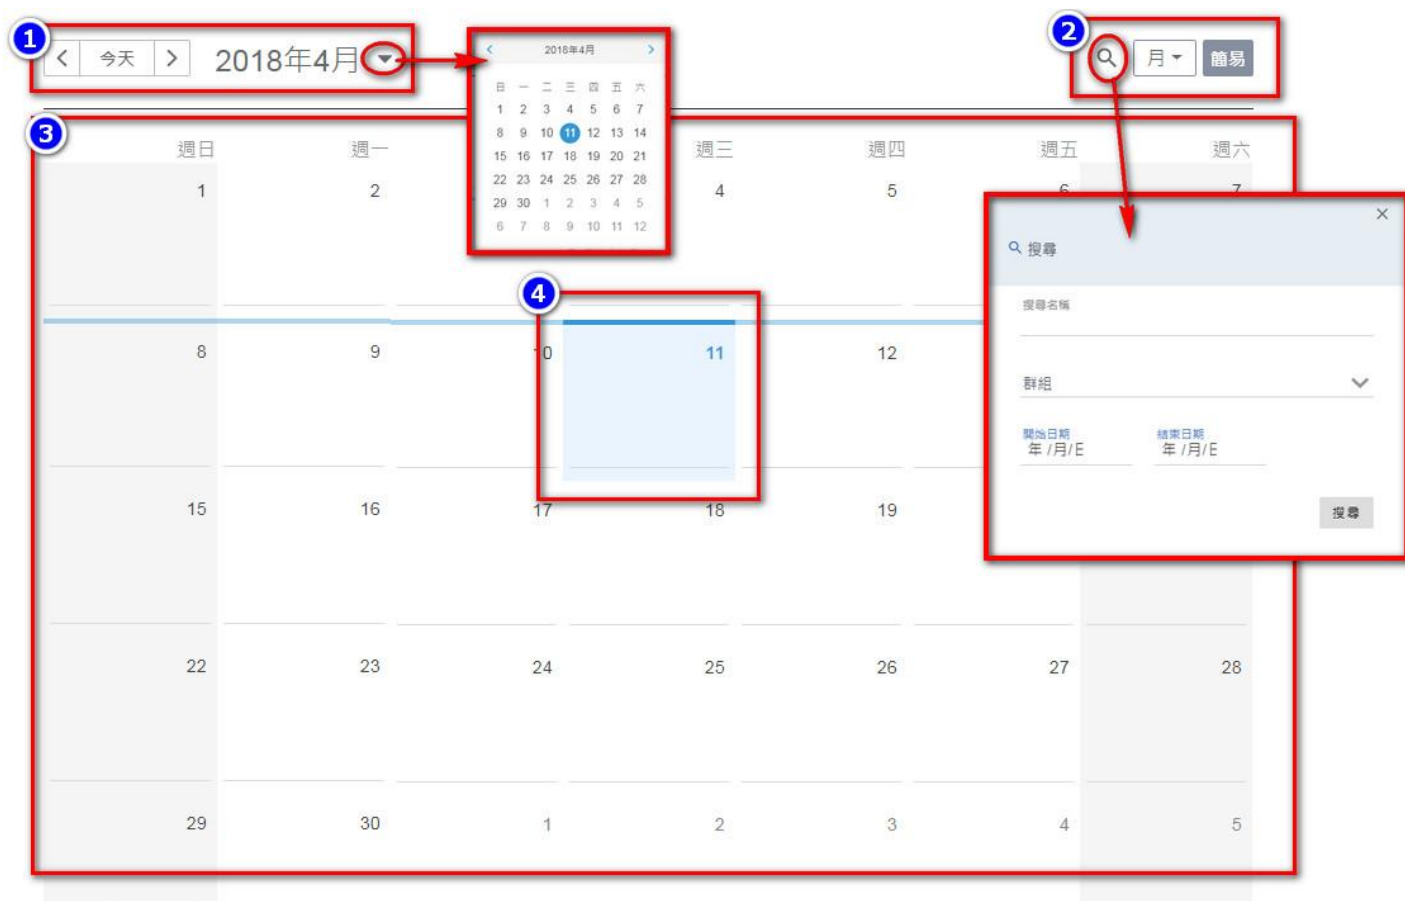 1
今天 2018年4月
2018年4月
日 一 二 三 四 五 六
1 2 3 4 5 6 7
8 9 10 11 12 13 14
15 16 17 18 19 20 21
22 23 24 25 26 27 28
29 30 1 2 3 4 5
6 7 8 9 10 11 12
2
月 簡易
3
週日 週一 週三 週四 週五 週六
1 2 4 5 6 7
搜尋
搜尋名稱
群組
開始日期 結束日期
年 /月/日 年 /月/日
搜尋
4
8 9 10 11 12
15 16 17 18 19
22 23 24 25 26 27 28
29 30 1 2 3 4 5